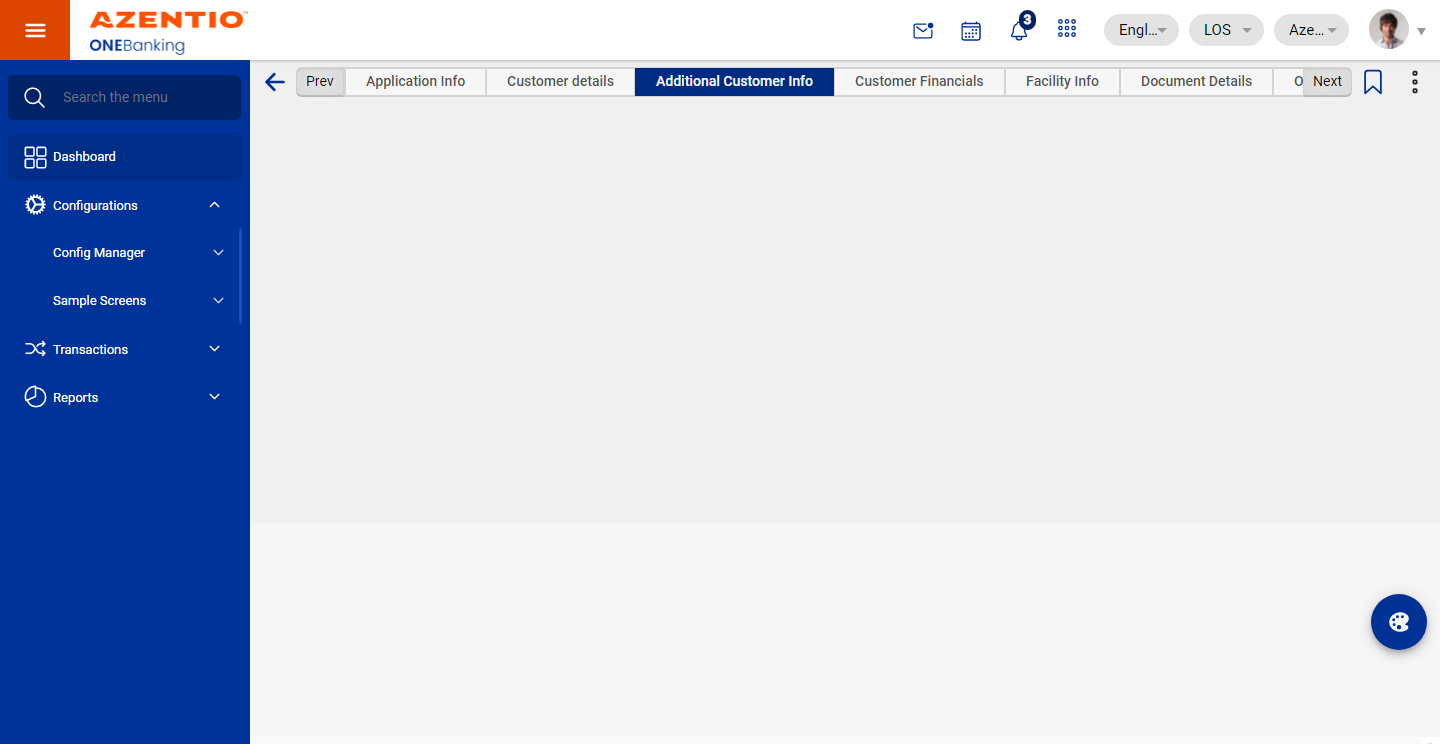 AZENTIO™
ONEBanking
3
Engl...
LOS
Aze...
Search the menu
Dashboard
Configurations
Config Manager
Sample Screens
Transactions
Reports
Prev
Application Info
Customer details
Additional Customer Info
Customer Financials
Facility Info
Document Details
O
Next